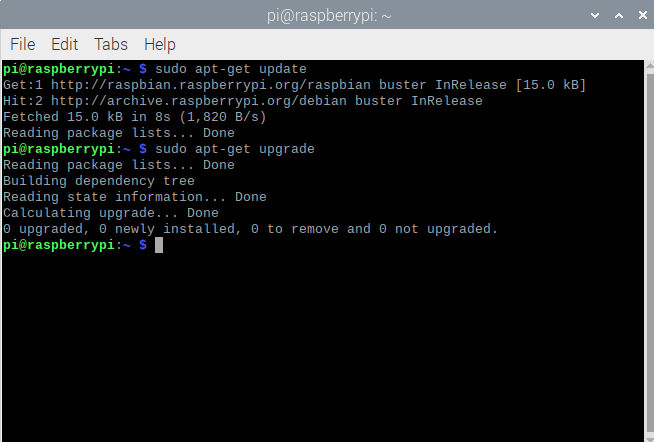 pi@raspberrypi: ~
File Edit Tabs Help
pi@raspberrypi:~ $ sudo apt-get update
Get:1 http://raspbian.raspberrypi.org/raspbian buster InRelease [15.0 kB]
Hit:2 http://archive.raspberrypi.org/debian buster InRelease
Fetched 15.0 kB in 8s (1,820 B/s)
Reading package lists... Done
pi@raspberrypi:~ $ sudo apt-get upgrade
Reading package lists... Done
Building dependency tree
Reading state information... Done
Calculating upgrade... Done
0 upgraded, 0 newly installed, 0 to remove and 0 not upgraded.
pi@raspberrypi:~ $